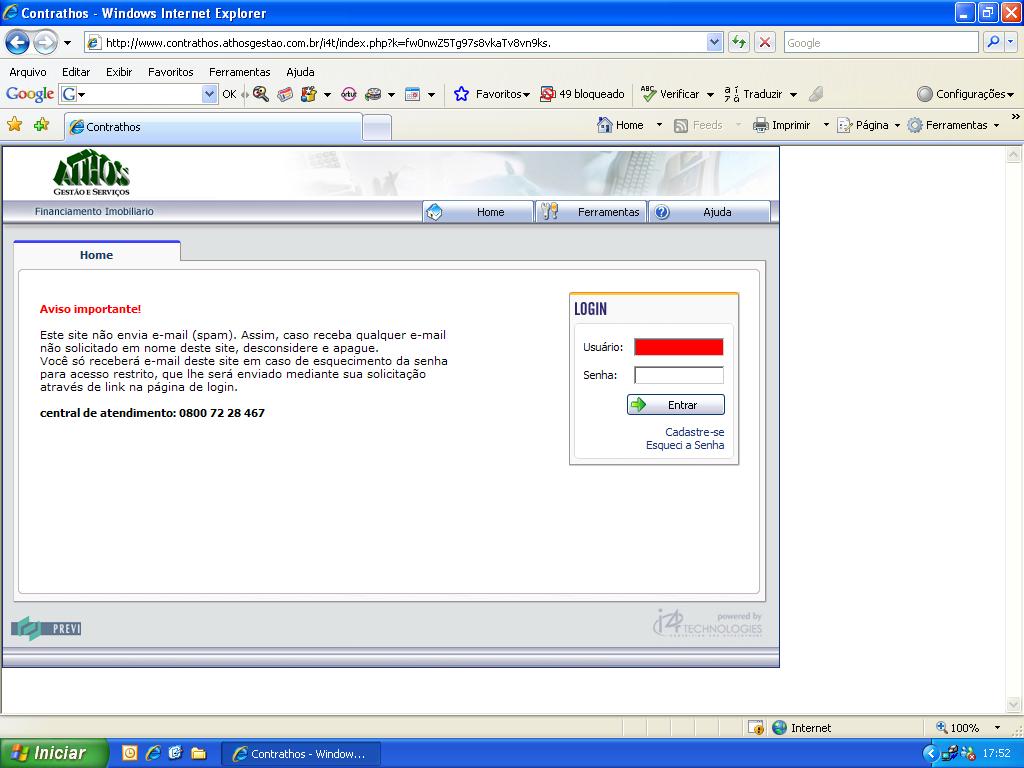 Contrathos - Windows Internet Explorer
http://www.contrathos.athosgestao.com.br/i4t/index.php?k=fw0nwZ5Tg97s8vkaTv8vn9ks.
Google
Arquivo Editar Exibir Favoritos Ferramentas Ajuda
Google G OK Favoritos 49 bloqueado ABC Verificar Traduzir Configurações
Contrathos
Home Feeds Imprimir Página Ferramentas »
ATHO's
GESTÃO E SERVIÇOS
Financiamento Imobiliario
Home Ferramentas Ajuda
Home
Aviso importante!
Este site não envia e-mail (spam). Assim, caso receba qualquer e-mail
não solicitado em nome deste site, desconsidere e apague.
Você só receberá e-mail deste site em caso de esquecimento da senha
para acesso restrito, que lhe será enviado mediante sua solicitação
através de link na página de login.
central de atendimento: 0800 72 28 467
LOGIN
Usuário:
Senha:
Entrar
Cadastre-se
Esqueci a Senha
PREVI
powered by
i4 TECHNOLOGIES
Internet 100%
Iniciar Contrathos - Window... 17:52